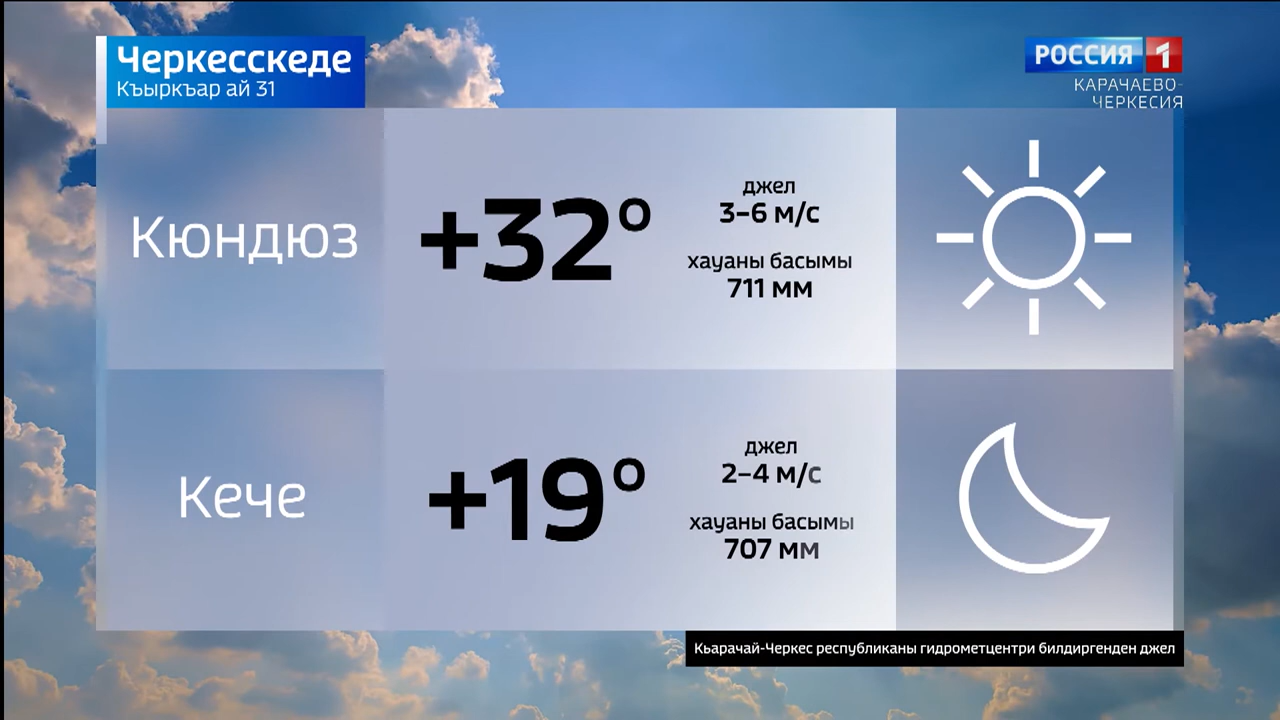 Черкесскеде
Къыркъар ай 31
РОССИЯ 1
КАРАЧАЕВО-
ЧЕРКЕСИЯ
Кюндюз
+32°
джел
3-6 м/с
хауаны басымы
711 мм
Кече
+19°
джел
2-4 м/с
хауаны басымы
707 мм
Кьарачай-Черкес республиканы гидрометцентри билдиргенден джел